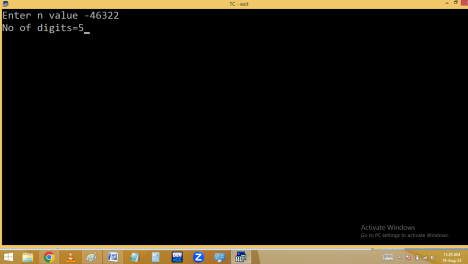 TC - exit
Enter n value -46322
No of digits=5_
Activate Windows
Go to PC settings to activate Windows.